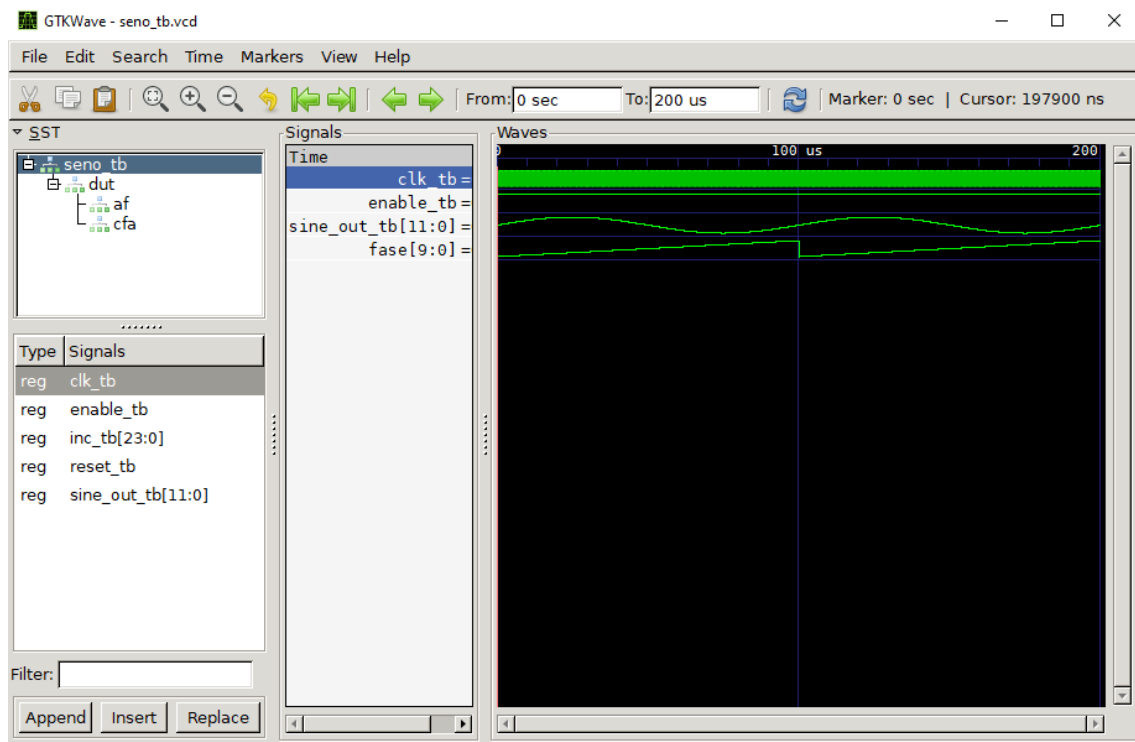 GTKWave - seno_tb.vcd
File Edit Search Time Markers View Help
From: 0 sec To: 200 us Marker: 0 sec | Cursor: 197900 ns
SST
seno_tb
dut
af
cfa
Type Signals
reg clk_tb
reg enable_tb
reg inc_tb[23:0]
reg reset_tb
reg sine_out_tb[11:0]
Filter:
Append Insert Replace
Signals
Time
clk_tb=
enable_tb=
sine_out_tb[11:0]=
fase[9:0]=
Waves
100 us 200